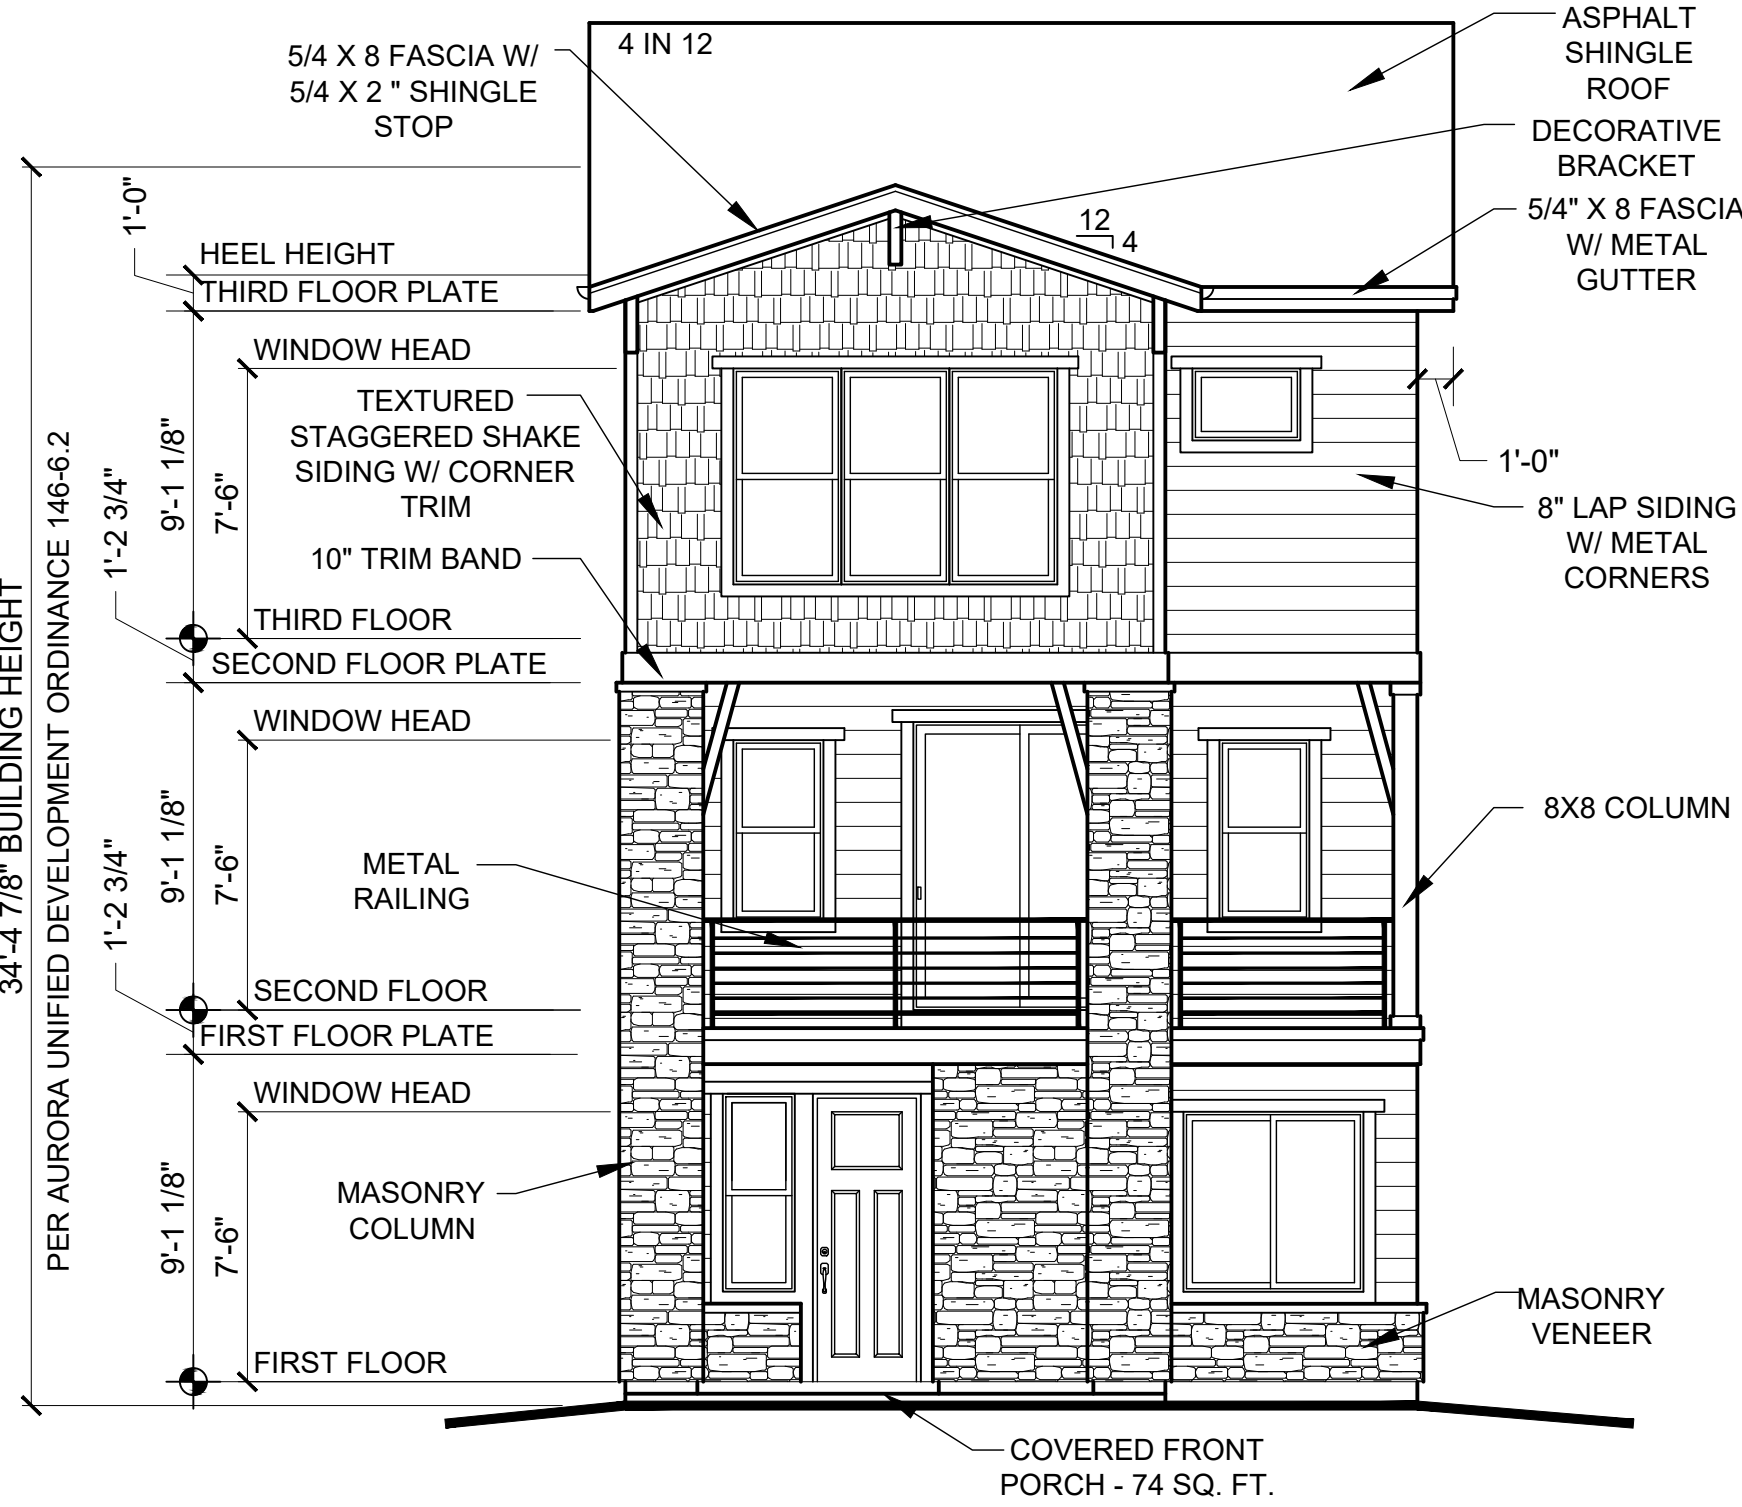 5/4 X 8 FASCIA W/
5/4 X 2 " SHINGLE
STOP
4 IN 12
ASPHALT
SHINGLE
ROOF
DECORATIVE
BRACKET
5/4" X 8 FASCIA
W/ METAL
GUTTER
12
4
1'-0"
HEEL HEIGHT
THIRD FLOOR PLATE
WINDOW HEAD
TEXTURED
STAGGERED SHAKE
SIDING W/ CORNER
TRIM
10" TRIM BAND
9'-1 1/8"
7'-6"
1'-2 3/4"
1'-0"
8" LAP SIDING
W/ METAL
CORNERS
THIRD FLOOR
SECOND FLOOR PLATE
WINDOW HEAD
34'-4 7/8" BUILDING HEIGHT
PER AURORA UNIFIED DEVELOPMENT ORDINANCE 146-6.2
9'-1 1/8"
7'-6"
1'-2 3/4"
8X8 COLUMN
METAL
RAILING
SECOND FLOOR
FIRST FLOOR PLATE
WINDOW HEAD
9'-1 1/8"
7'-6"
MASONRY
COLUMN
MASONRY
VENEER
FIRST FLOOR
COVERED FRONT
PORCH - 74 SQ. FT.